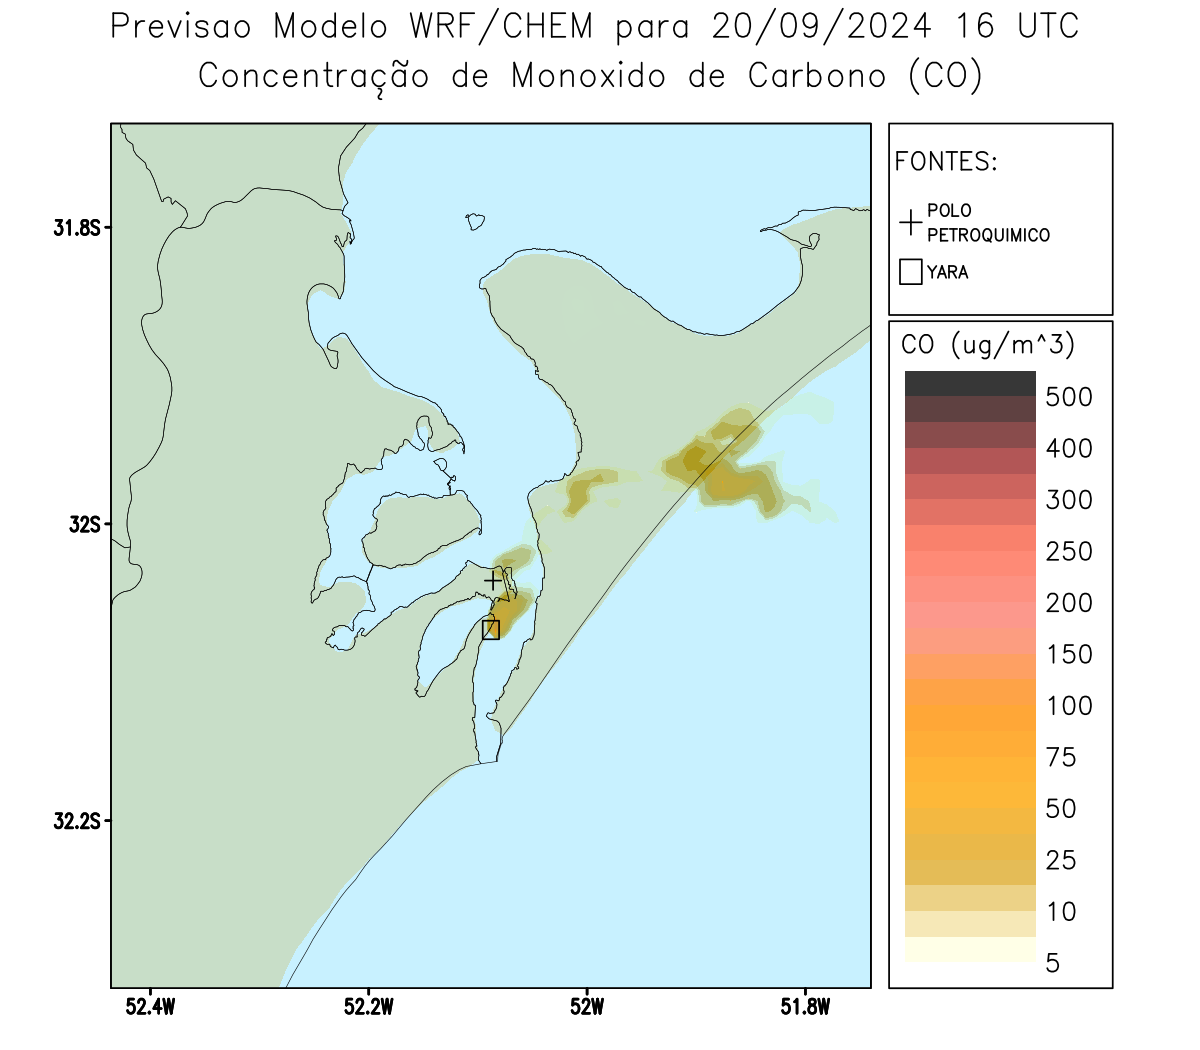 Previsao Modelo WRF/CHEM para 20/09/2024 16 UTC
Concentração de Monoxido de Carbono (CO)
FONTES:
POLO
PETROQUIMICO
YARA
CO (ug/m^3)
500
400
300
250
200
150
100
75
50
25
10
5
31.8S
32S
32.2S
52.4W
52.2W
52W
51.8W